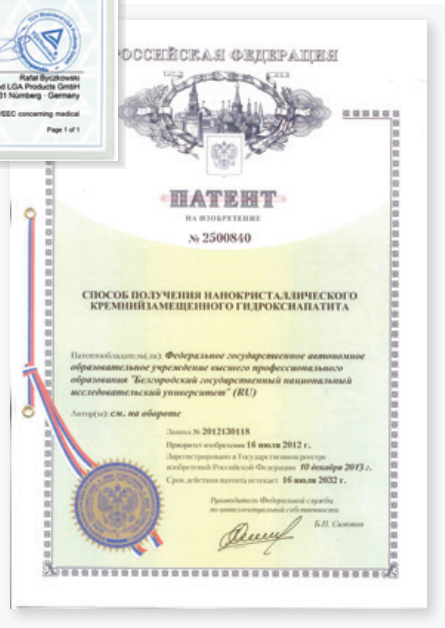 Rafał Byczkowski
d LGA Products GmbH
01 Nürnberg - Germany
/EEC concerning medical
Page 1 of 1
РОССИЙСКАЯ ФЕДЕРАЦИЯ
ПАТЕНТ
НА ИЗОБРЕТЕНИЕ
№ 2500840
СПОСОБ ПОЛУЧЕНИЯ НАНОКРИСТАЛЛИЧЕСКОГО
КРЕМНИЙЗАМЕЩЕННОГО ГИДРОКСИАПАТИТА
Патентообладатель(ли): Федеральное государственное автономное
образовательное учреждение высшего профессионального
образования "Белгородский государственный национальный
исследовательский университет" (RU)
Автор(ы): см. на обороте
Заявка № 2012130118
Приоритет изобретения 16 июля 2012 г.
Зарегистрировано в Государственном реестре
изобретений Российской Федерации 10 декабря 2013 г.
Срок действия патента истекает 16 июля 2032 г.
Руководитель Федеральной службы
по интеллектуальной собственности
Б.П. Симонов